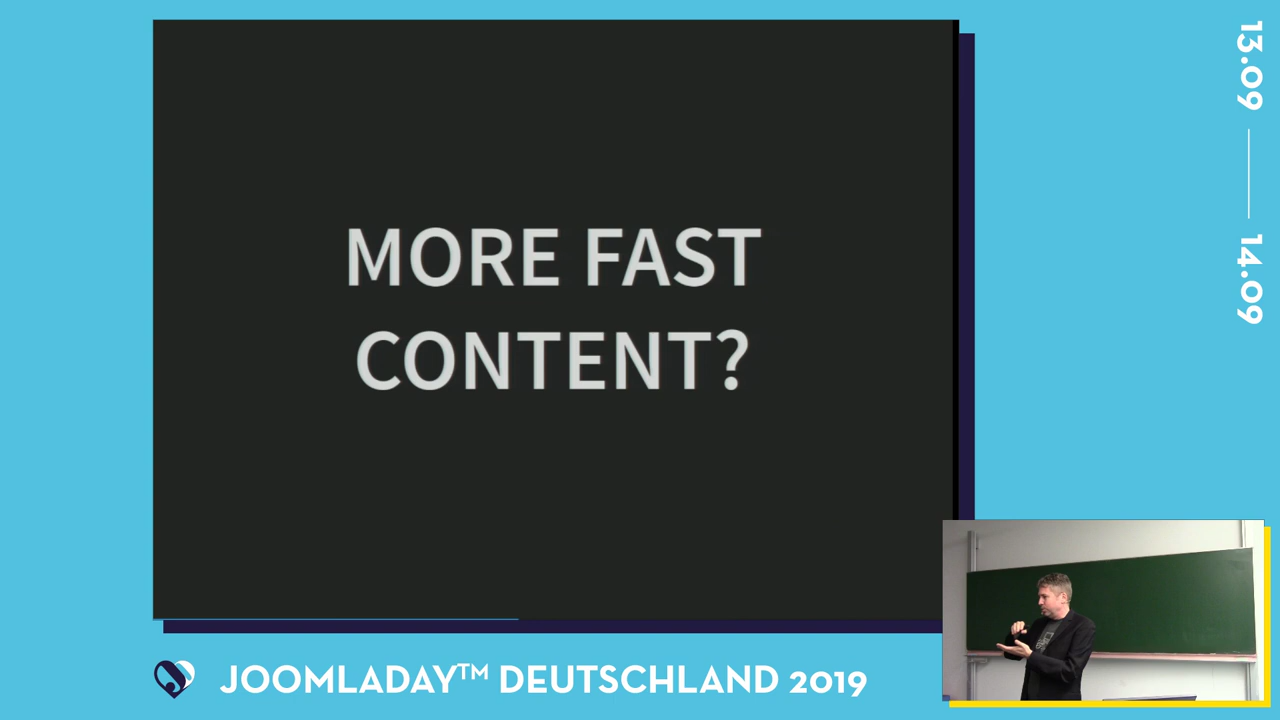 MORE FAST
CONTENT?
13.09
14.09
JOOMLADAY™ DEUTSCHLAND 2019